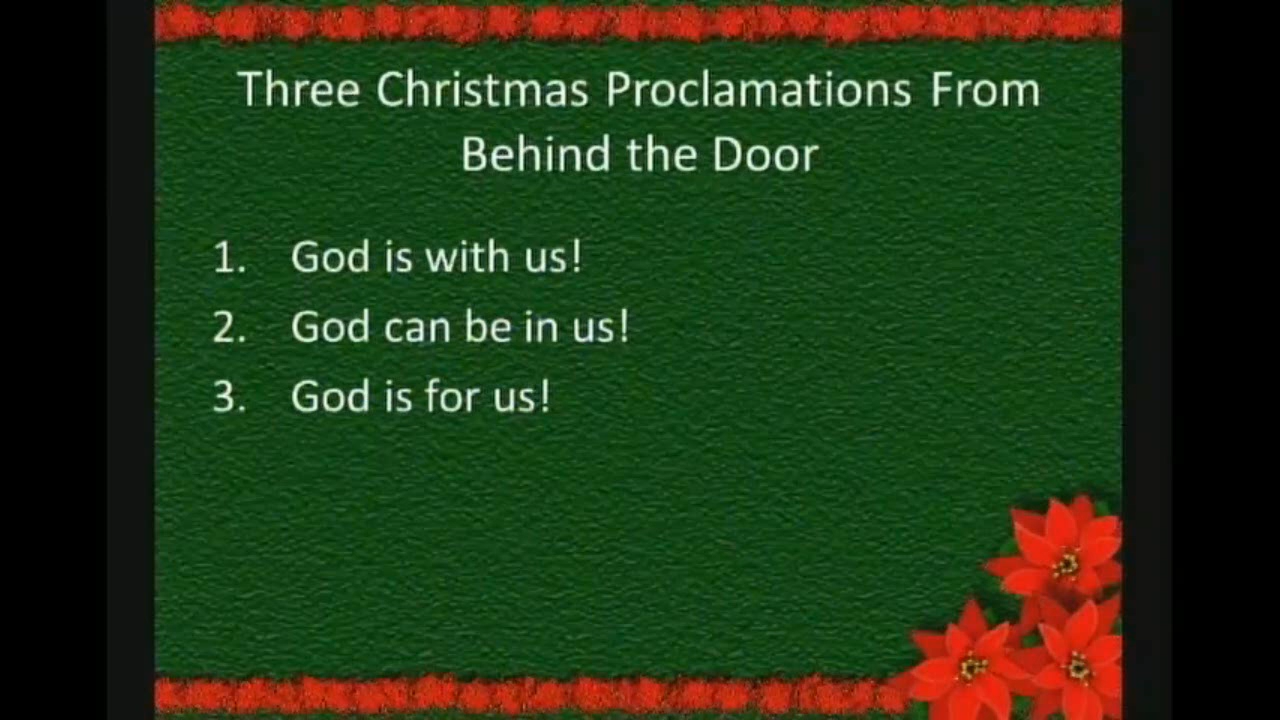 Three Christmas Proclamations From
Behind the Door
1. God is with us!
2. God can be in us!
3. God is for us!